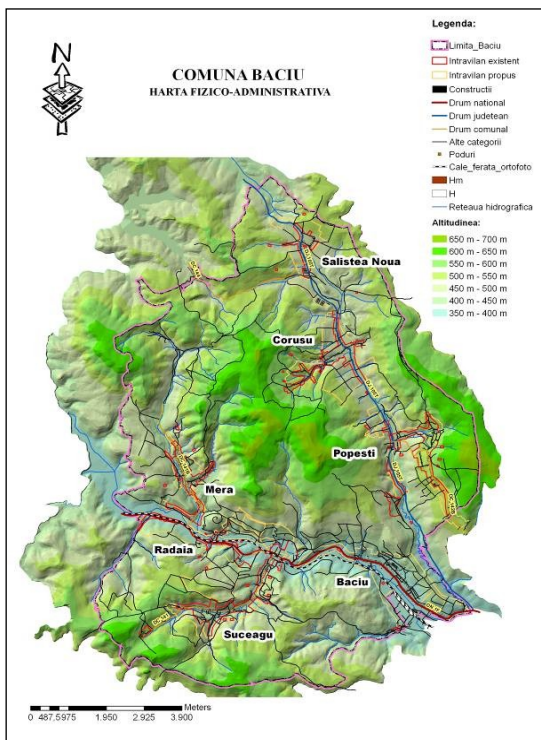 COMUNA BACIU
HARTA FIZICO-ADMINISTRATIVA
Legenda:
Limita_Baciu
Intravilan existent
Intravilan propus
Constructii
Drum national
Drum judetean
Drum comunal
Alte categorii
Poduri
Cale_ferata_ortofoto
Hm
H
Reteaua hidrografica
Altitudinea:
650 m - 700 m
600 m - 650 m
550 m - 600 m
500 m - 550 m
450 m - 500 m
400 m - 450 m
350 m - 400 m
Salistea Noua
Corusu
Popesti
Mera
Radaia
Baciu
Suceagu
Meters
0 487,5975 1.950 2.925 3.900